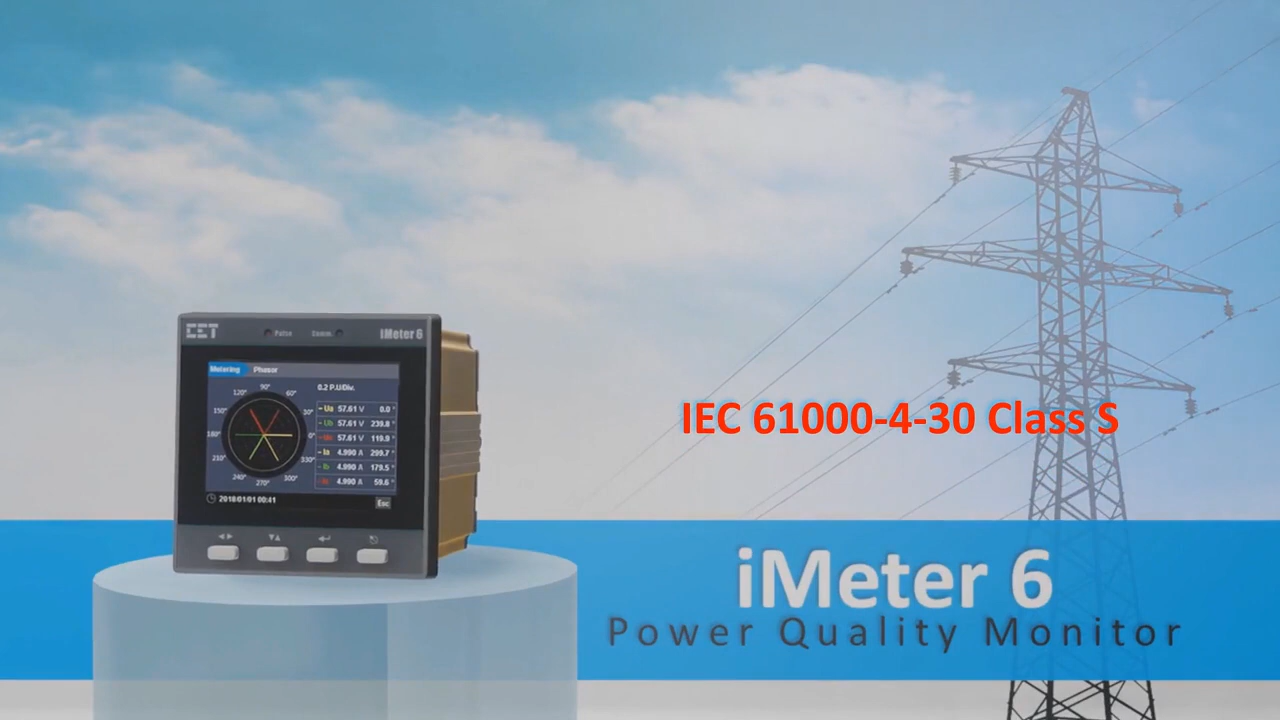 CET
Pulse Comm. iMeter 6
Metering Phasor
0.2 P.U/Div.
90°
120° 60°
150° 30°
180° 0°
210° 330°
240° 300°
270°
Ua 57.61 V 0.0°
Ub 57.61 V 239.8°
Uc 57.61 V 119.9°
Ia 4.990 A 299.7°
Ib 4.990 A 179.5°
Ic 4.990 A 59.6°
2018/01/01 00:41 Esc
IEC 61000-4-30 Class S
iMeter 6
Power Quality Monitor